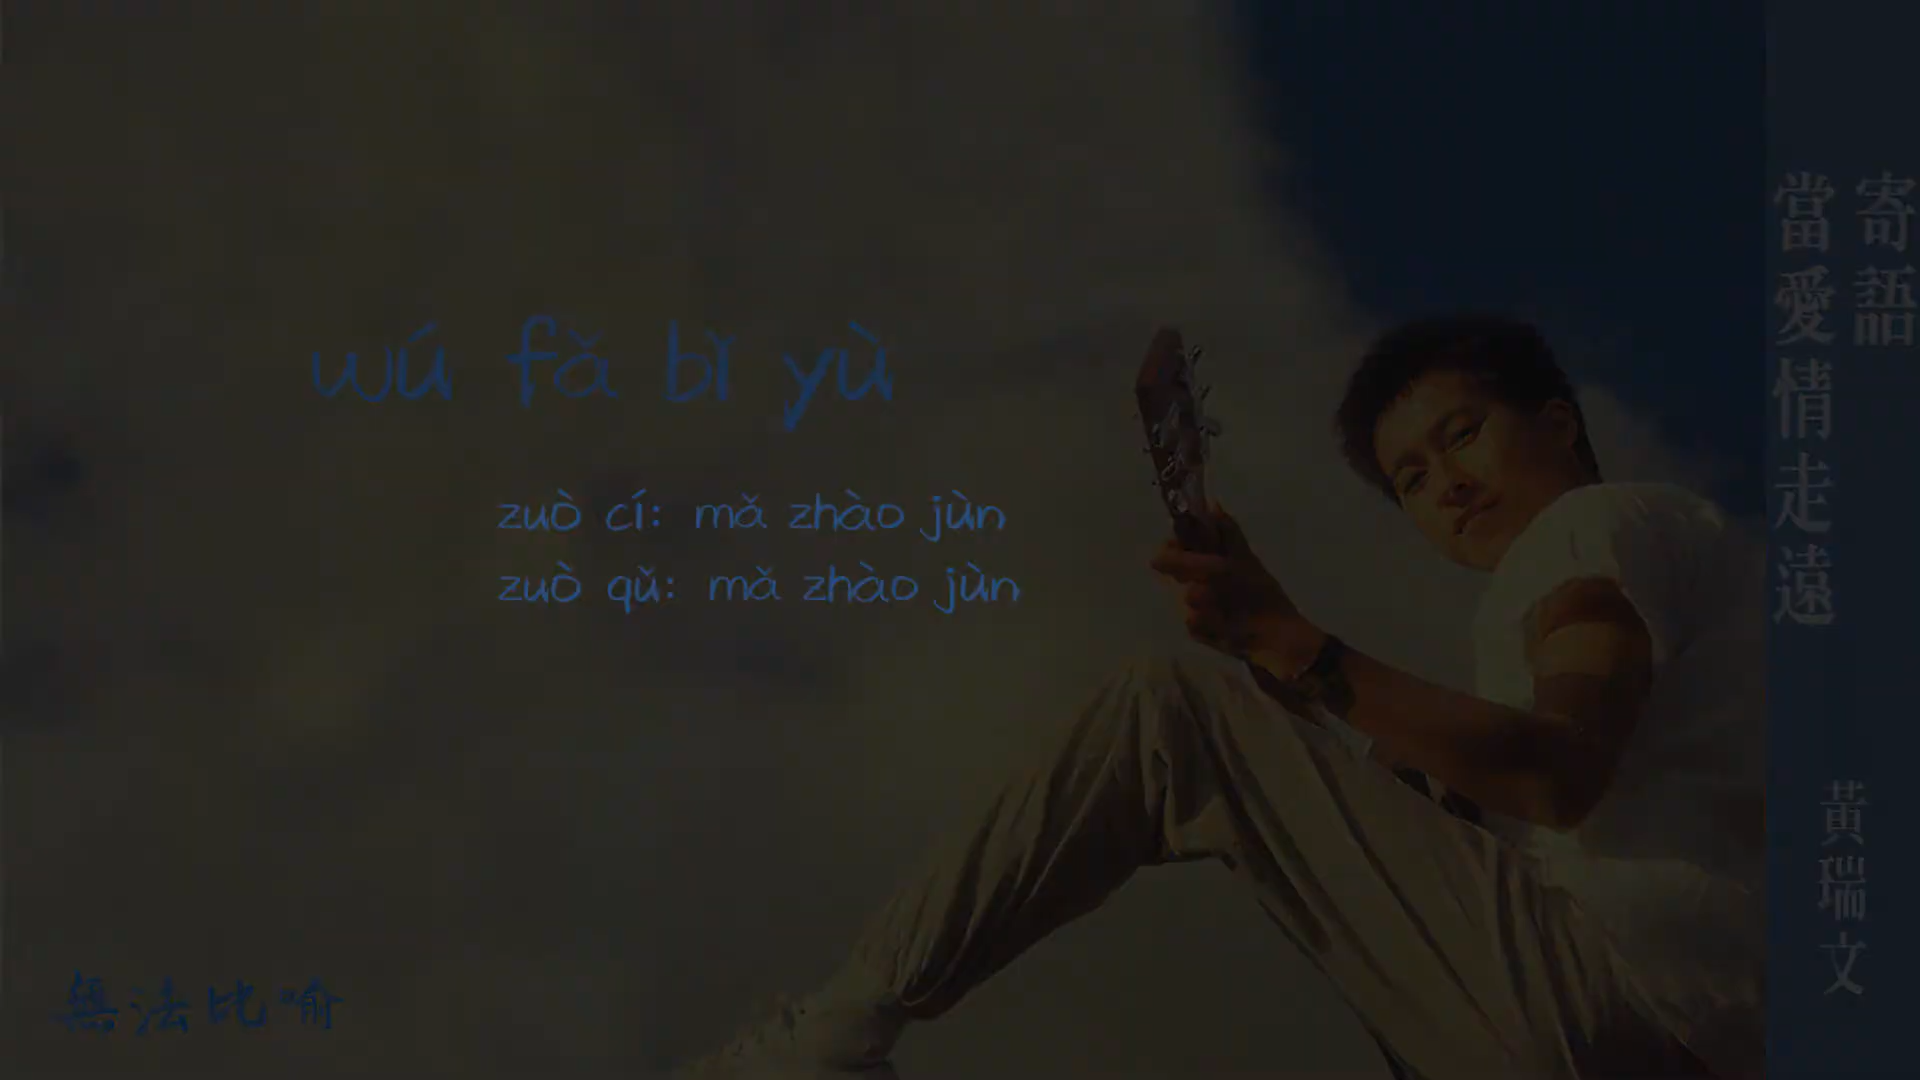 wú fǎ bǐ yù
zuò cí: mǎ zhào jùn
zuò qǔ: mǎ zhào jùn
寄語
當愛情走遠
黃瑞文
無法比喻